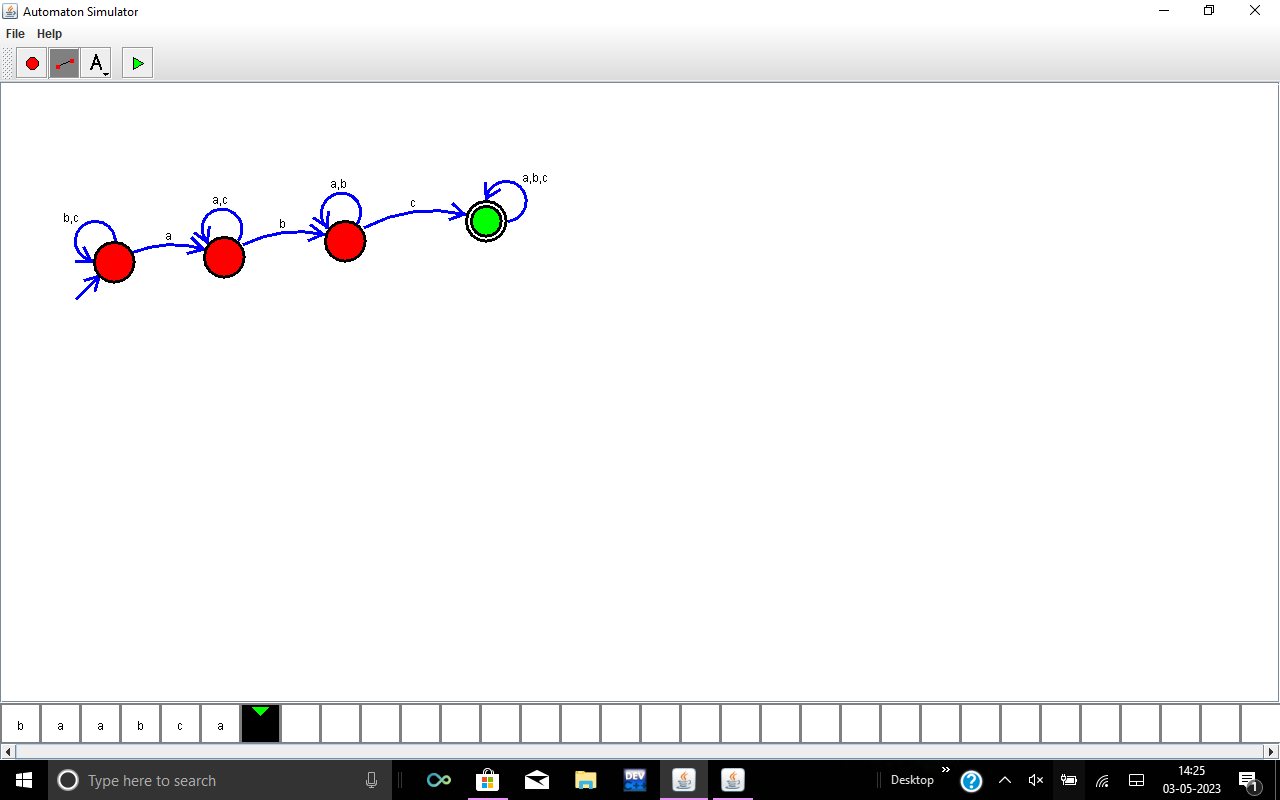 Automaton Simulator
File Help
A
a,b,c
a,b
a,c
c
b,c
b
a
b a a b c a
Type here to search
DEV
C++
Desktop
»
?
14:25
03-05-2023
1